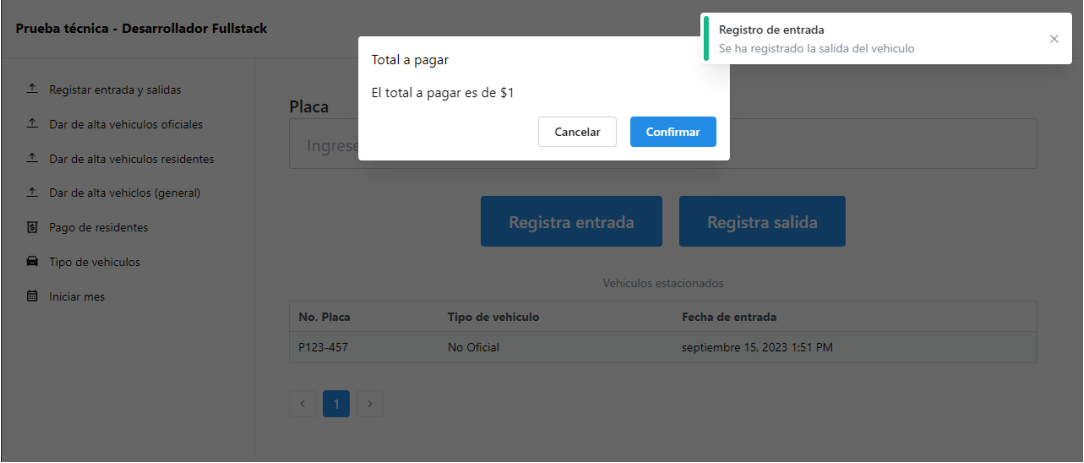 Prueba técnica - Desarrollador Fullstack
Registro de entrada
Se ha registrado la salida del vehiculo
Total a pagar
El total a pagar es de $1
Cancelar
Confirmar
Registar entrada y salidas
Dar de alta vehiculos oficiales
Dar de alta vehiculos residentes
Dar de alta vehiclos (general)
Pago de residentes
Tipo de vehiculos
Iniciar mes
Placa
Ingrese
Registra entrada
Registra salida
Vehiculos estacionados
No. Placa Tipo de vehiculo Fecha de entrada
P123-457 No Oficial septiembre 15, 2023 1:51 PM
1